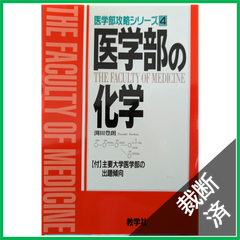 医学部攻略シリーズ4
医学部の
THE FACULTY OF MEDICINE
化学
【付】主要大学医学部の
出題傾向
教学社
THE FACULTY OF MEDICINE
裁断
済